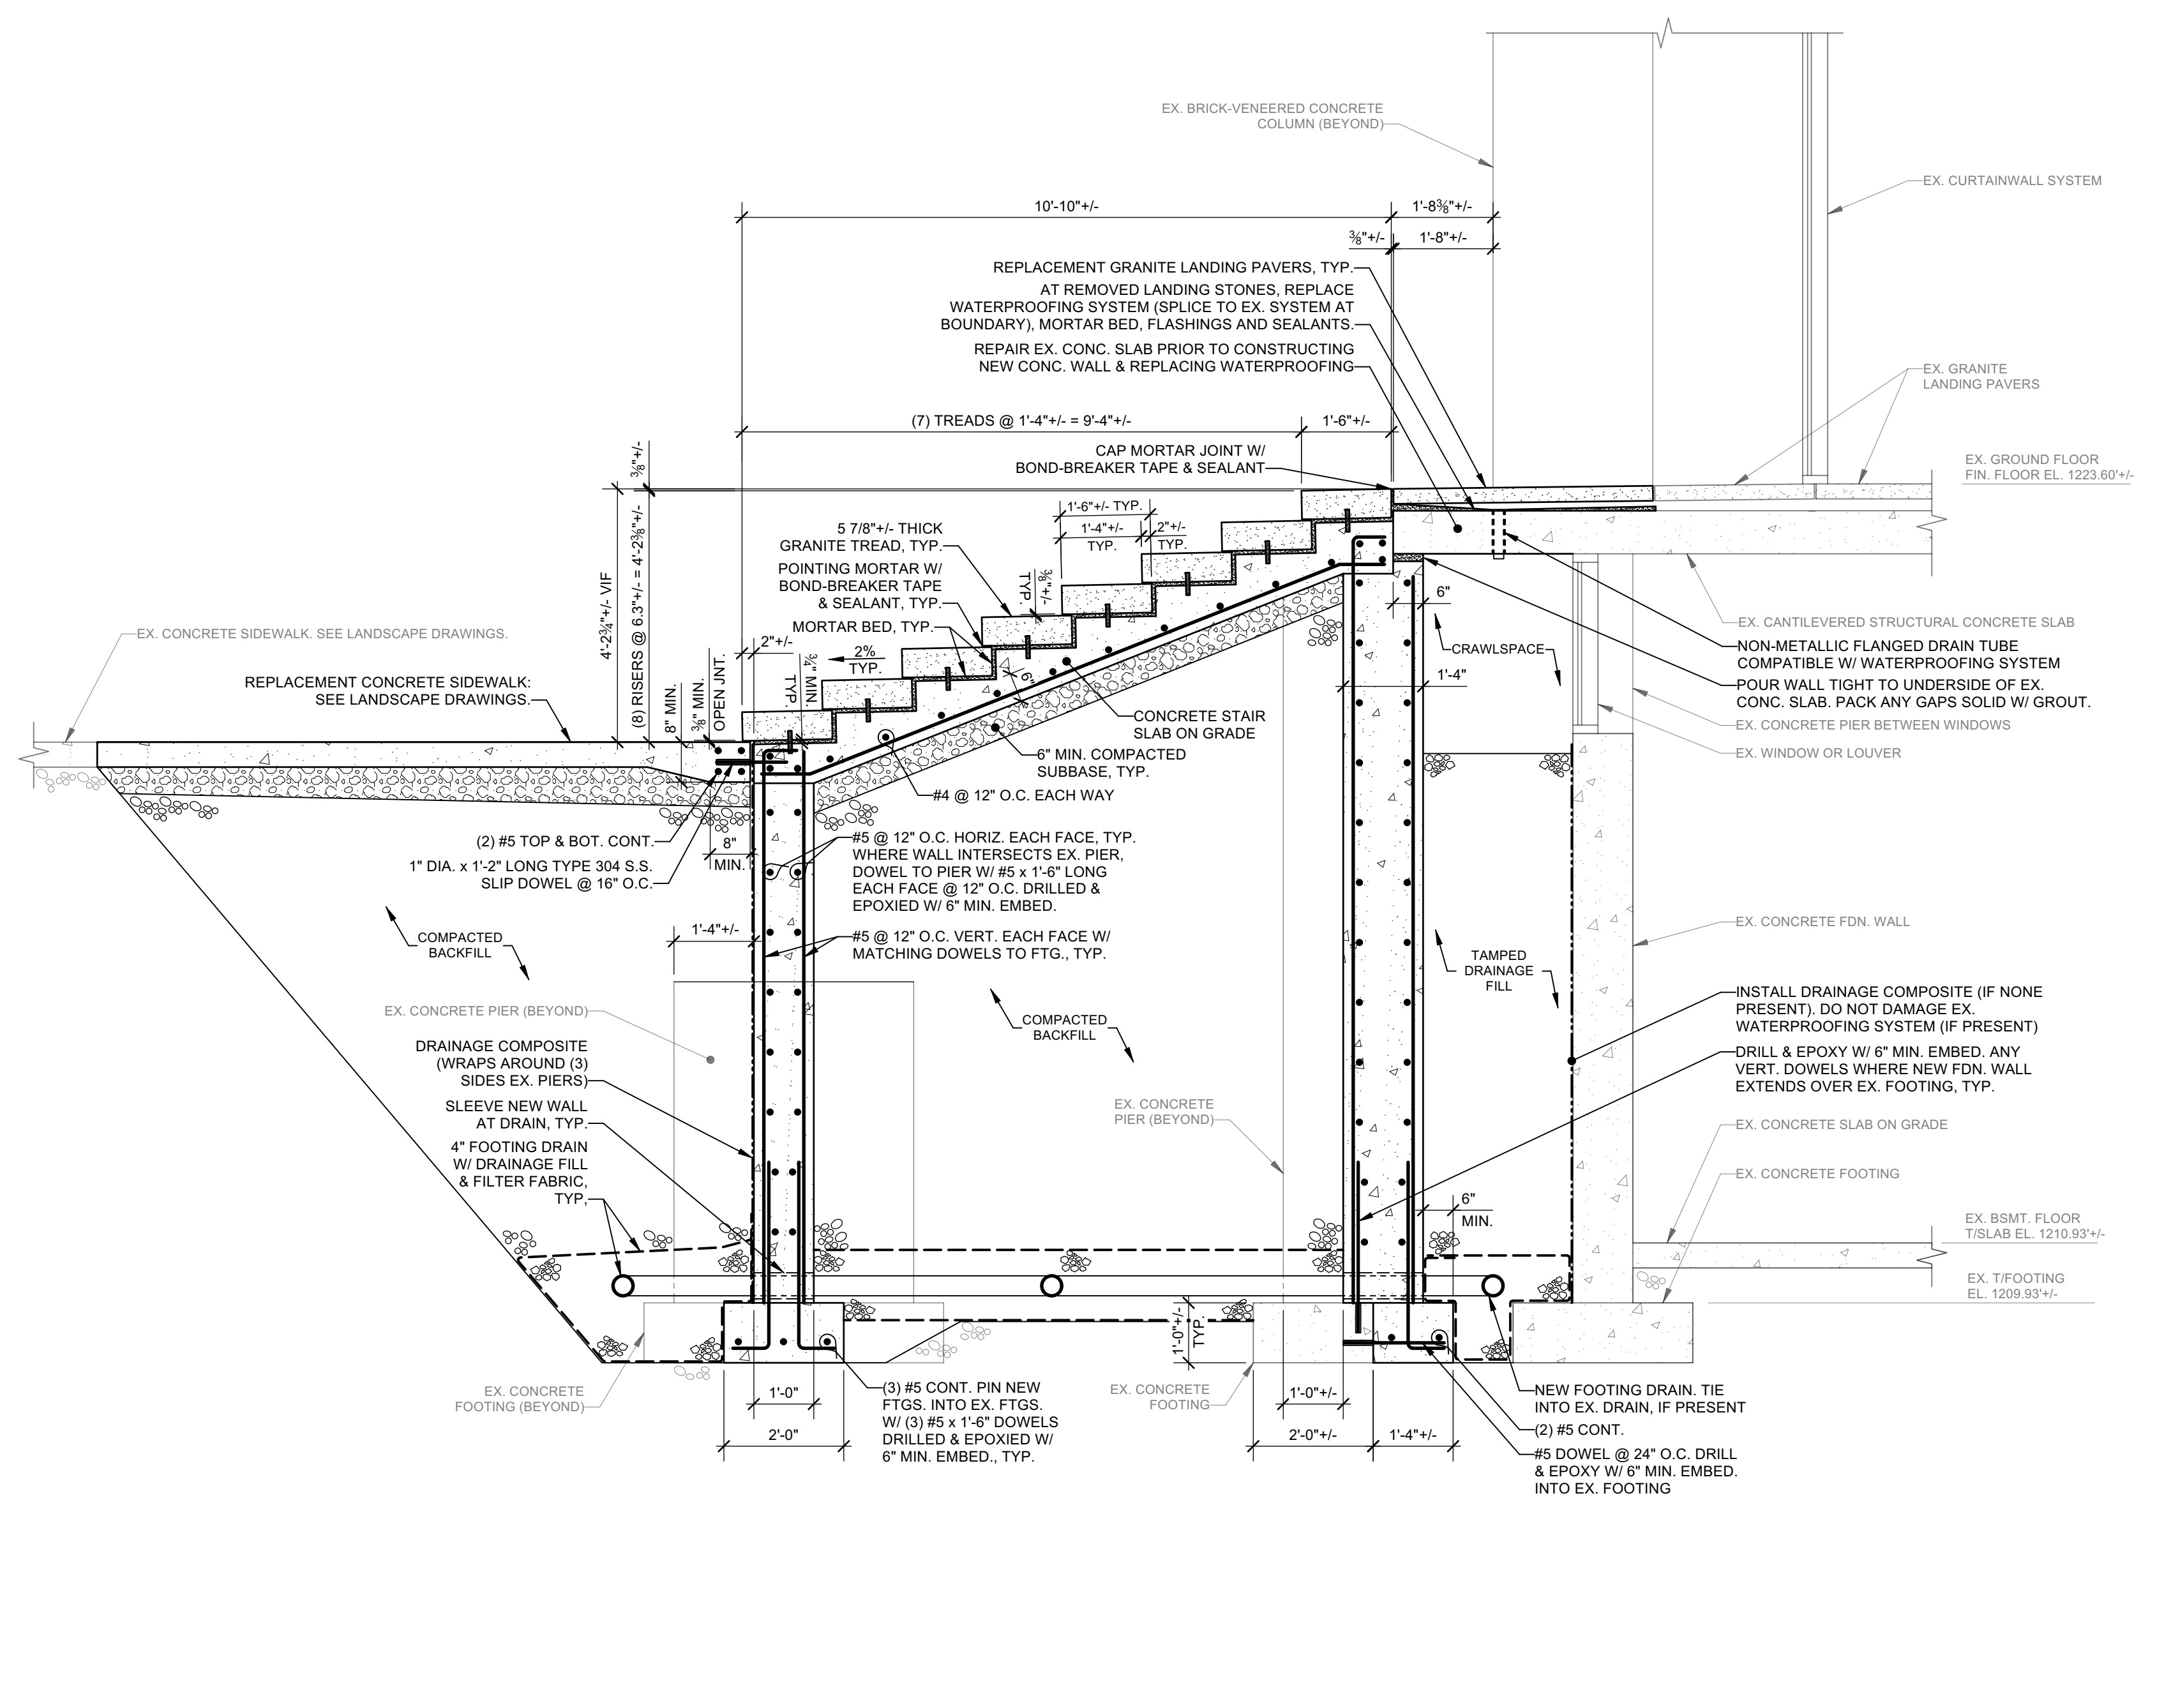 EX. BRICK-VENEERED CONCRETE
COLUMN (BEYOND)
EX. CURTAINWALL SYSTEM
10'-10"+/-
1'-8⅜"+/-
⅜"+/-
1'-8"+/-
REPLACEMENT GRANITE LANDING PAVERS, TYP.
AT REMOVED LANDING STONES, REPLACE
WATERPROOFING SYSTEM (SPLICE TO EX. SYSTEM AT
BOUNDARY), MORTAR BED, FLASHINGS AND SEALANTS.
REPAIR EX. CONC. SLAB PRIOR TO CONSTRUCTING
NEW CONC. WALL & REPLACING WATERPROOFING
EX. GRANITE
LANDING PAVERS
(7) TREADS @ 1'-4"+/- = 9'-4"+/-
1'-6"+/-
CAP MORTAR JOINT W/
BOND-BREAKER TAPE & SEALANT
EX. GROUND FLOOR
FIN. FLOOR EL. 1223.60'+/-
⅜"+/-
4'-2¾"+/- VIF
(8) RISERS @ 6.3"+/- = 4'-2⅜"+/-
1'-6"+/- TYP.
1'-4"+/-
TYP.
2"+/-
TYP.
5 7/8"+/- THICK
GRANITE TREAD, TYP.
POINTING MORTAR W/
BOND-BREAKER TAPE
& SEALANT, TYP.
⅜"+/-
TYP.
MORTAR BED, TYP.
6"
CRAWLSPACE
1'-4"
EX. CANTILEVERED STRUCTURAL CONCRETE SLAB
NON-METALLIC FLANGED DRAIN TUBE
COMPATIBLE W/ WATERPROOFING SYSTEM
POUR WALL TIGHT TO UNDERSIDE OF EX.
CONC. SLAB. PACK ANY GAPS SOLID W/ GROUT.
EX. CONCRETE PIER BETWEEN WINDOWS
EX. WINDOW OR LOUVER
EX. CONCRETE SIDEWALK. SEE LANDSCAPE DRAWINGS.
REPLACEMENT CONCRETE SIDEWALK:
SEE LANDSCAPE DRAWINGS.
2"+/-
2%
TYP.
8" MIN.
⅜" MIN.
OPEN JNT.
¾" MIN.
TYP.
6"
CONCRETE STAIR
SLAB ON GRADE
6" MIN. COMPACTED
SUBBASE, TYP.
#4 @ 12" O.C. EACH WAY
(2) #5 TOP & BOT. CONT.
1" DIA. x 1'-2" LONG TYPE 304 S.S.
SLIP DOWEL @ 16" O.C.
8"
MIN.
#5 @ 12" O.C. HORIZ. EACH FACE, TYP.
WHERE WALL INTERSECTS EX. PIER,
DOWEL TO PIER W/ #5 x 1'-6" LONG
EACH FACE @ 12" O.C. DRILLED &
EPOXIED W/ 6" MIN. EMBED.
1'-4"+/-
#5 @ 12" O.C. VERT. EACH FACE W/
MATCHING DOWELS TO FTG., TYP.
COMPACTED
BACKFILL
EX. CONCRETE FDN. WALL
TAMPED
DRAINAGE
FILL
EX. CONCRETE PIER (BEYOND)
COMPACTED
BACKFILL
INSTALL DRAINAGE COMPOSITE (IF NONE
PRESENT). DO NOT DAMAGE EX.
WATERPROOFING SYSTEM (IF PRESENT)
DRILL & EPOXY W/ 6" MIN. EMBED. ANY
VERT. DOWELS WHERE NEW FDN. WALL
EXTENDS OVER EX. FOOTING, TYP.
DRAINAGE COMPOSITE
(WRAPS AROUND (3)
SIDES EX. PIERS)
SLEEVE NEW WALL
AT DRAIN, TYP.
4" FOOTING DRAIN
W/ DRAINAGE FILL
& FILTER FABRIC,
TYP,
EX. CONCRETE
PIER (BEYOND)
EX. CONCRETE SLAB ON GRADE
EX. CONCRETE FOOTING
6"
MIN.
EX. BSMT. FLOOR
T/SLAB EL. 1210.93'+/-
EX. T/FOOTING
EL. 1209.93'+/-
1'-0"+/-
TYP.
EX. CONCRETE
FOOTING (BEYOND)
1'-0"
2'-0"
(3) #5 CONT. PIN NEW
FTGS. INTO EX. FTGS.
W/ (3) #5 x 1'-6" DOWELS
DRILLED & EPOXIED W/
6" MIN. EMBED., TYP.
EX. CONCRETE
FOOTING
1'-0"+/-
2'-0"+/-
1'-4"+/-
NEW FOOTING DRAIN. TIE
INTO EX. DRAIN, IF PRESENT
(2) #5 CONT.
#5 DOWEL @ 24" O.C. DRILL
& EPOXY W/ 6" MIN. EMBED.
INTO EX. FOOTING